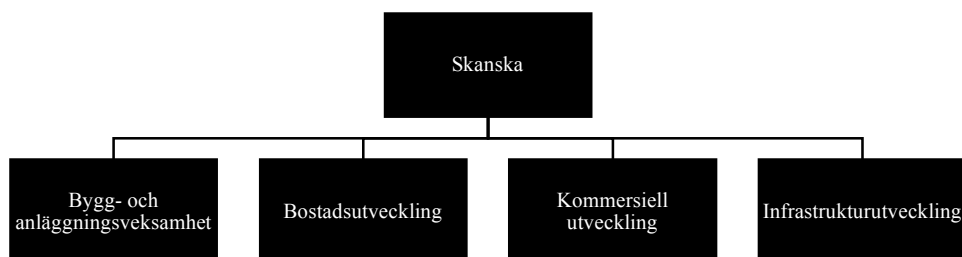 Skanska
Bygg- och
anläggningsveksamhet
Bostadsutveckling
Kommersiell
utveckling
Infrastrukturutveckling